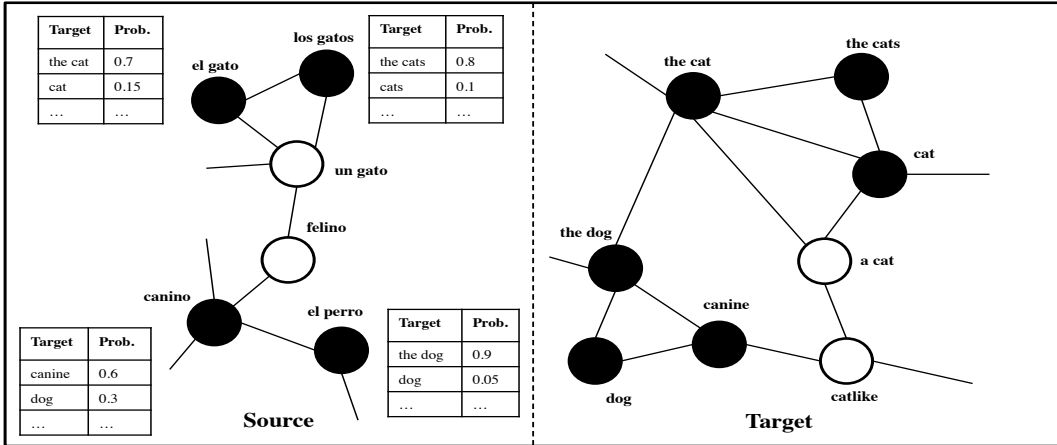 Target Prob.
the cat 0.7
cat 0.15
… …
los gatos
el gato
Target Prob.
the cats 0.8
cats 0.1
… …
un gato
felino
canino
el perro
Target Prob.
canine 0.6
dog 0.3
… …
Target Prob.
the dog 0.9
dog 0.05
… …
Source
the cats
the cat
cat
the dog
a cat
canine
dog
catlike
Target